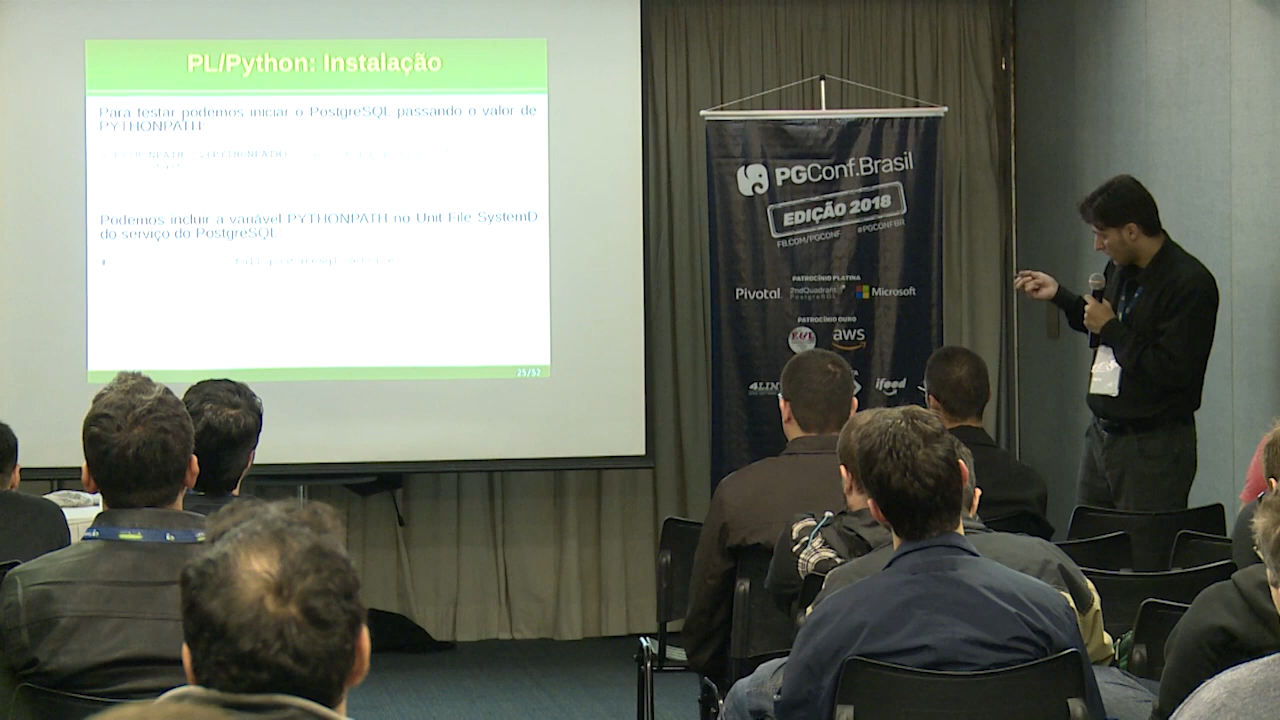 PL/Python: Instalação
Para testar podemos iniciar o PostgreSQL passando o valor de
PYTHONPATH
Podemos incluir a variável PYTHONPATH no Unit File SystemD
do serviço do PostgreSQL
25/52
PGConf.Brasil
EDIÇÃO 2018
FB.COM/PGCONF #PGCONFBR
PATROCÍNIO PLATINA
Pivotal 2ndQuadrant Microsoft
PostgreSQL
PATROCÍNIO OURO
aws
ifood